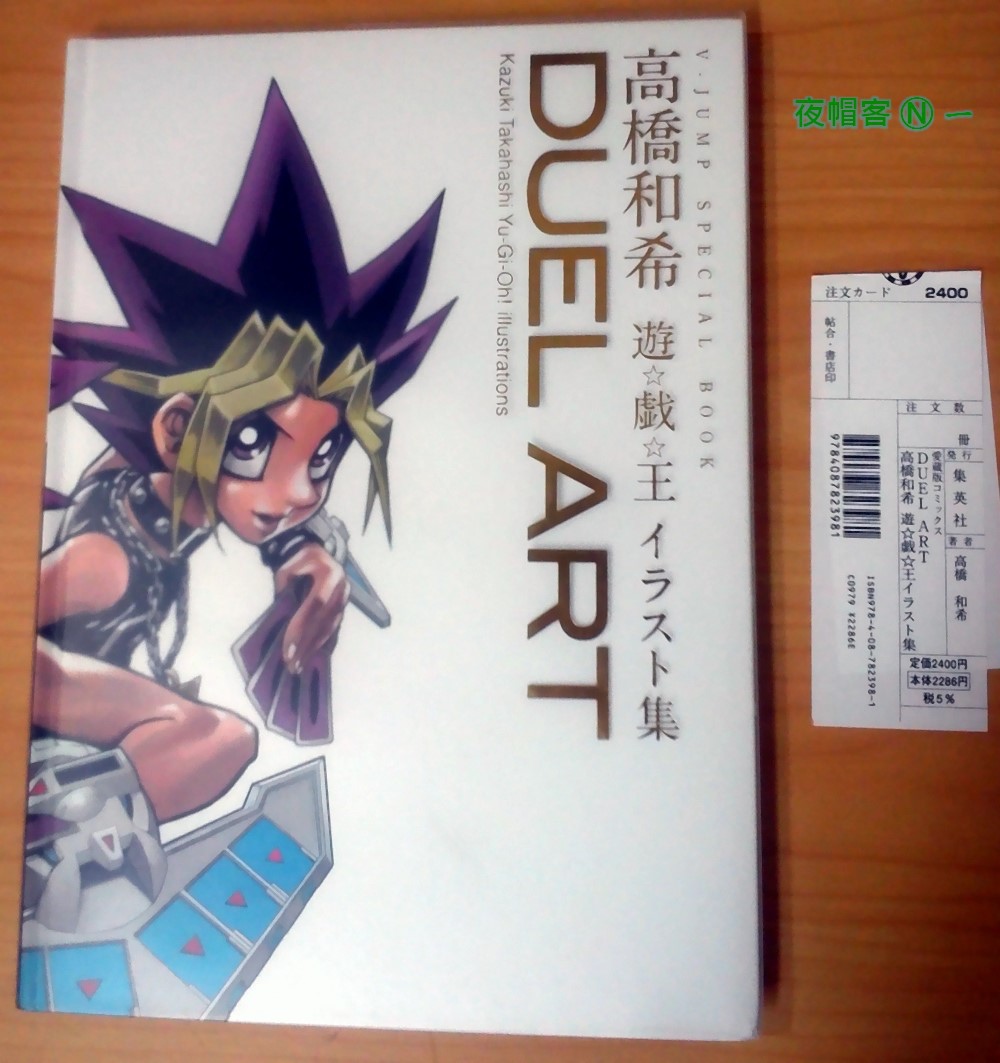 V・JUMP SPECIAL BOOK
高橋和希 遊☆戯☆王 イラスト集
DUEL ART
Kazuki Takahashi Yu-Gi-Oh! illustrations
夜帽客 Ⓝ ー
注文カード 2400
帖合・書店印
注文数
冊
発行
集英社
著者
高橋 和希
愛蔵版コミックス
DUEL ART
高橋和希 遊☆戯☆王イラスト集
9784087823981
ISBN978-4-08-782398-1
C0979 ¥2286E
定価2400円
本体2286円
税5%